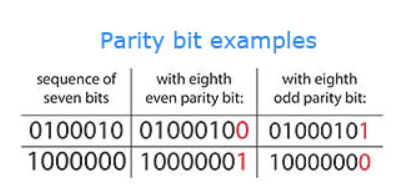 Parity bit examples
sequence of with eighth with eighth
seven bits even parity bit: odd parity bit:
0100010 01000100 01000101
1000000 10000001 10000000